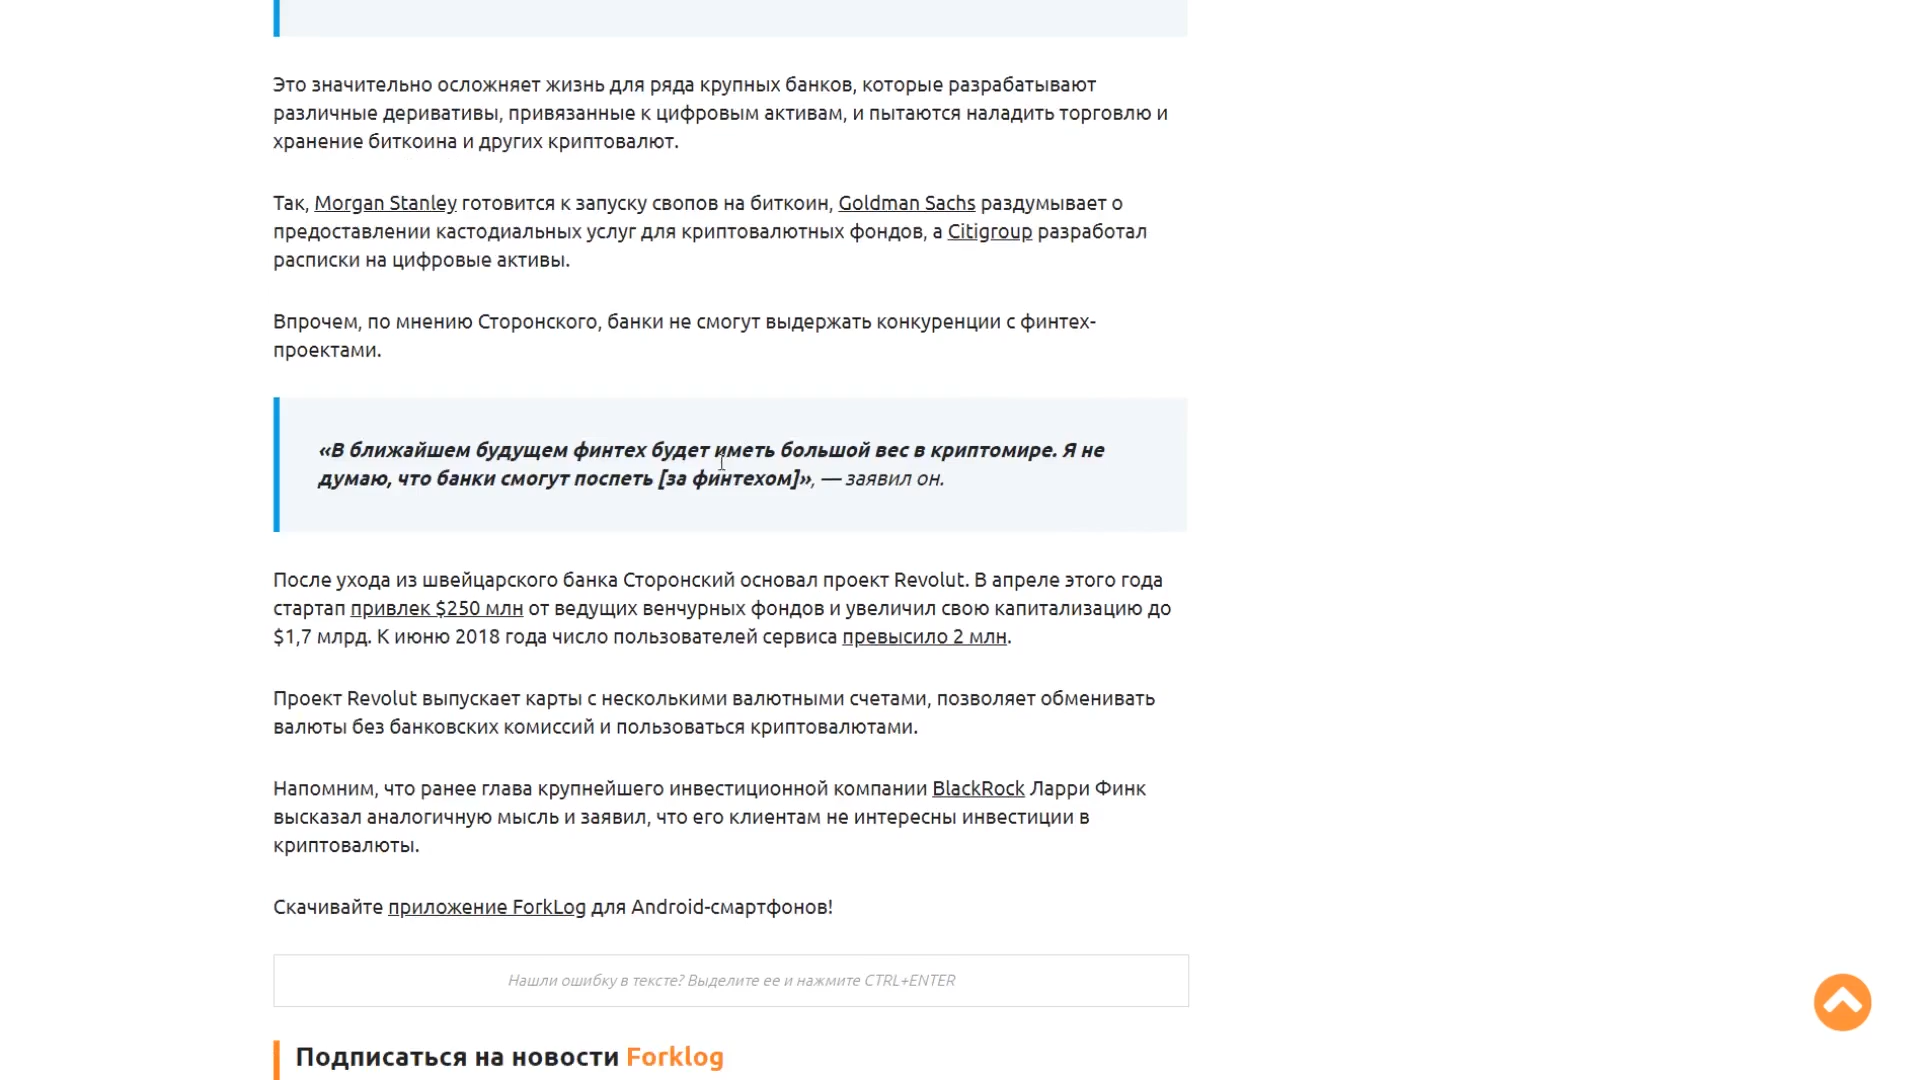 Это значительно осложняет жизнь для ряда крупных банков, которые разрабатывают
различные деривативы, привязанные к цифровым активам, и пытаются наладить торговлю и
хранение биткоина и других криптовалют.
Так, Morgan Stanley готовится к запуску свопов на биткоин, Goldman Sachs раздумывает о
предоставлении кастодиальных услуг для криптовалютных фондов, а Citigroup разработал
расписки на цифровые активы.
Впрочем, по мнению Сторонского, банки не смогут выдержать конкуренции с финтех-
проектами.
«В ближайшем будущем финтех будет иметь большой вес в криптомире. Я не
думаю, что банки смогут поспеть [за финтехом]», — заявил он.
После ухода из швейцарского банка Сторонский основал проект Revolut. В апреле этого года
стартап привлек $250 млн от ведущих венчурных фондов и увеличил свою капитализацию до
$1,7 млрд. К июню 2018 года число пользователей сервиса превысило 2 млн.
Проект Revolut выпускает карты с несколькими валютными счетами, позволяет обменивать
валюты без банковских комиссий и пользоваться криптовалютами.
Напомним, что ранее глава крупнейшего инвестиционной компании BlackRock Ларри Финк
высказал аналогичную мысль и заявил, что его клиентам не интересны инвестиции в
криптовалюты.
Скачивайте приложение ForkLog для Android-смартфонов!
Нашли ошибку в тексте? Выделите ее и нажмите CTRL+ENTER
Подписаться на новости Forklog